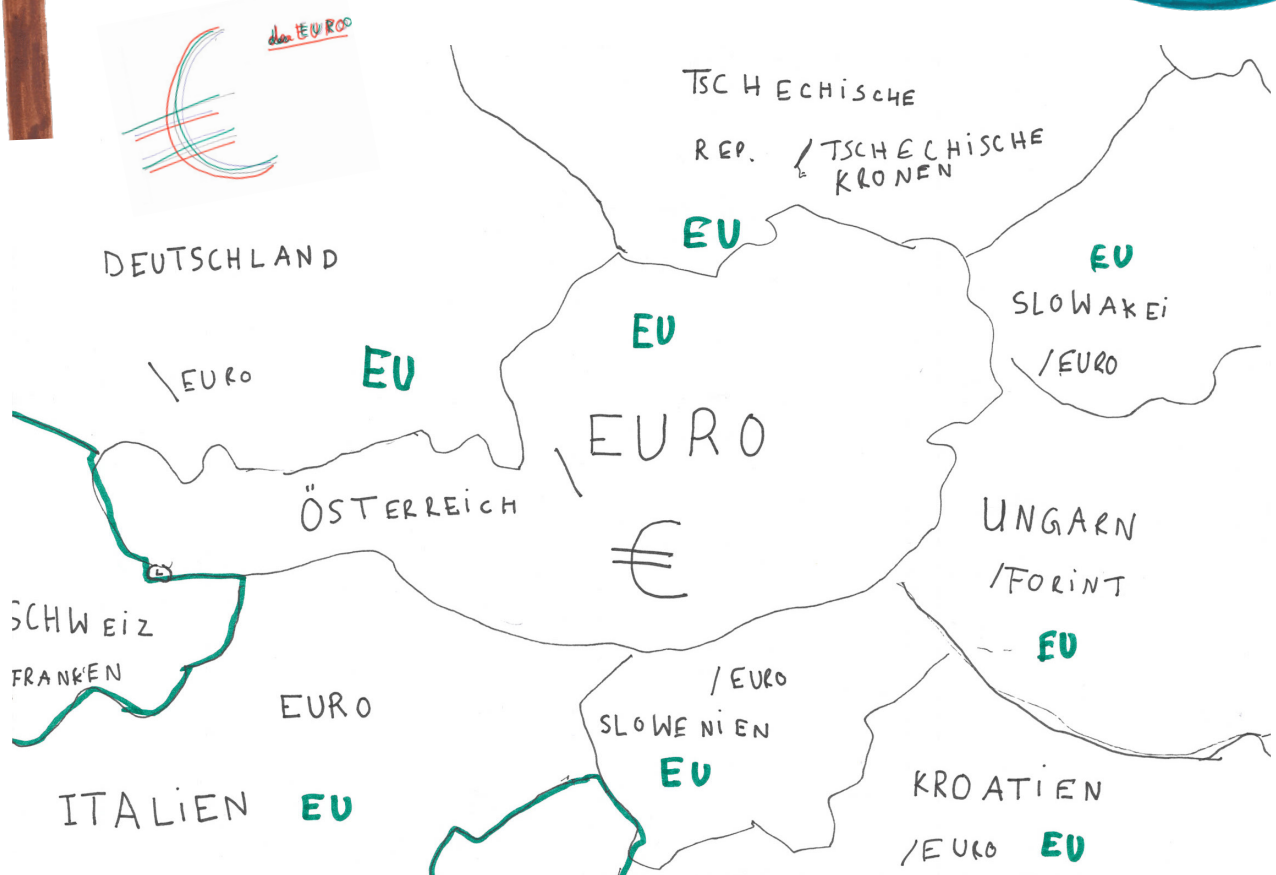 der EURO
€
TSCHECHISCHE
REP. / TSCHECHISCHE
KRONEN
EU
DEUTSCHLAND
/ EURO
EU
EU
EU
SLOWAKEi
/ EURO
EURO
€
ÖSTERREiCH
UNGARN
/ FORiNT
EU
L
SCHWEiZ
FRANKEN
EURO
ITALiEN EU
/ EURO
SLOWENiEN
EU
KROATiEN
/ EURO EU